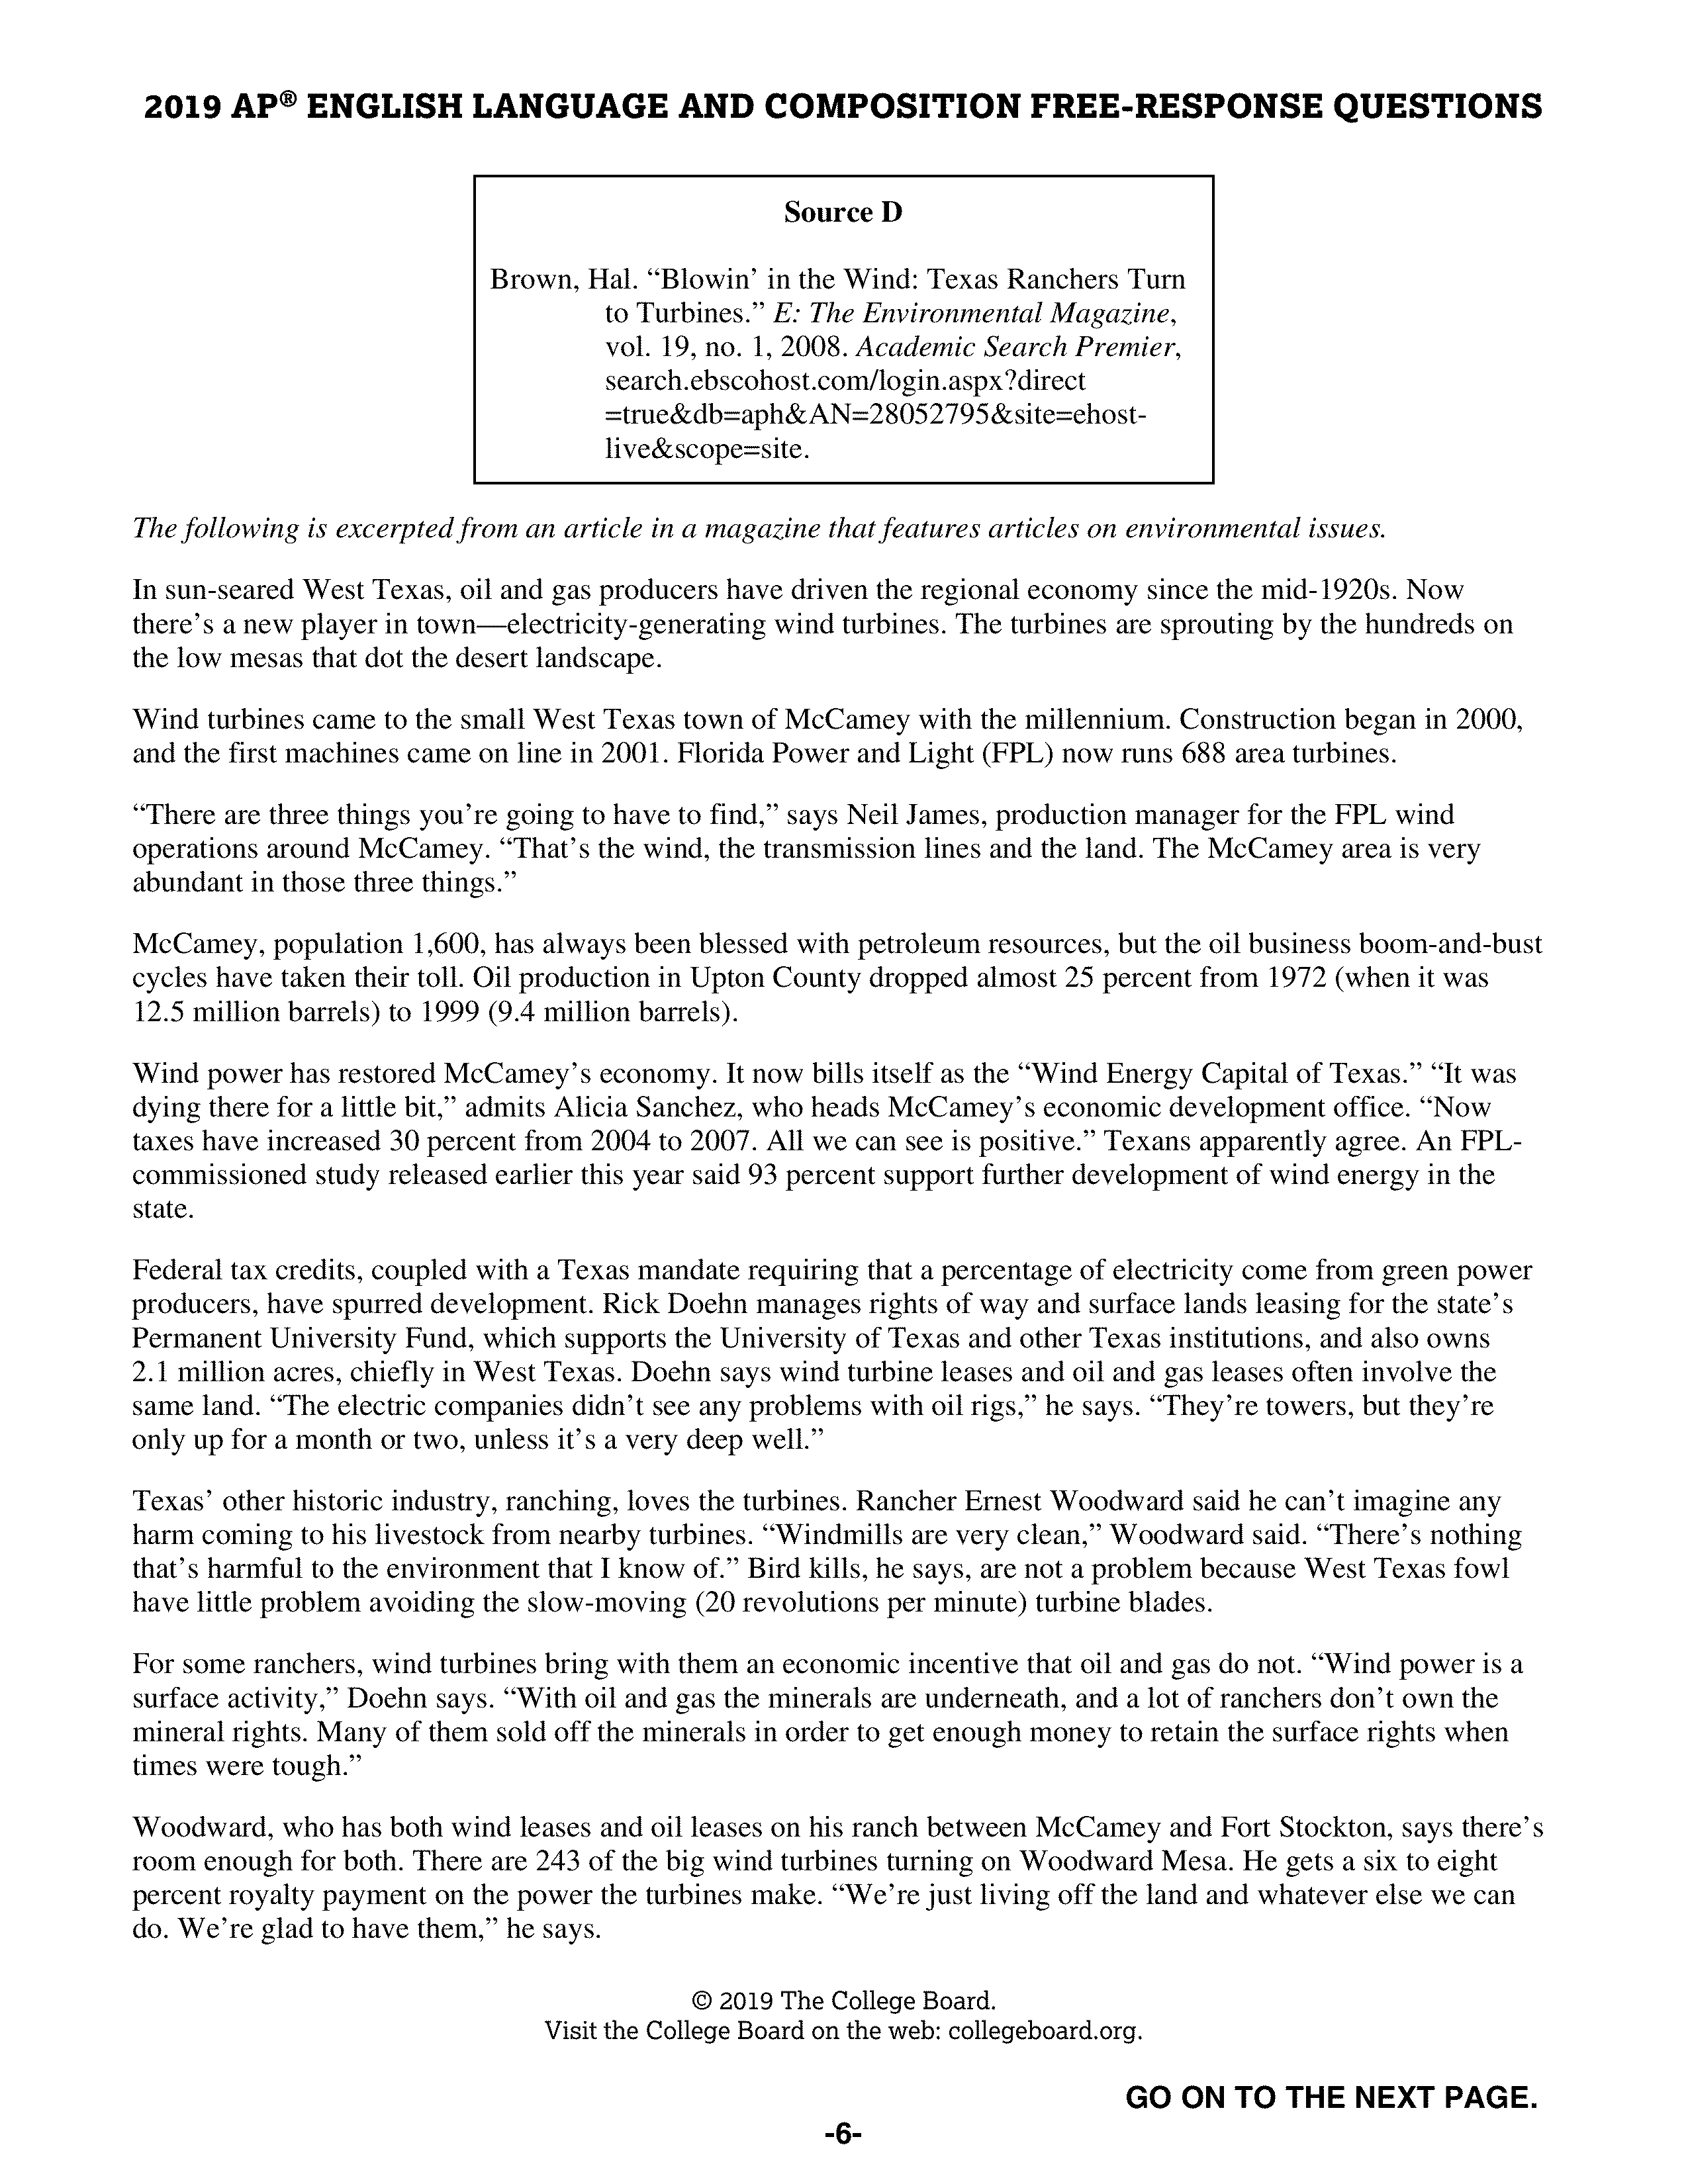 2019 AP® ENGLISH LANGUAGE AND COMPOSITION FREE-RESPONSE QUESTIONS
Source D
Brown, Hal. “Blowin’ in the Wind: Texas Ranchers Turn
to Turbines.” E: The Environmental Magazine,
vol. 19, no. 1, 2008. Academic Search Premier,
search.ebscohost.com/login.aspx?direct
=true&db=aph&AN=28052795&site=ehost-
live&scope=site.
The following is excerpted from an article in a magazine that features articles on environmental issues.
In sun-seared West Texas, oil and gas producers have driven the regional economy since the mid-1920s. Now
there’s a new player in town—electricity-generating wind turbines. The turbines are sprouting by the hundreds on
the low mesas that dot the desert landscape.
Wind turbines came to the small West Texas town of McCamey with the millennium. Construction began in 2000,
and the first machines came on line in 2001. Florida Power and Light (FPL) now runs 688 area turbines.
“There are three things you’re going to have to find,” says Neil James, production manager for the FPL wind
operations around McCamey. “That’s the wind, the transmission lines and the land. The McCamey area is very
abundant in those three things.”
McCamey, population 1,600, has always been blessed with petroleum resources, but the oil business boom-and-bust
cycles have taken their toll. Oil production in Upton County dropped almost 25 percent from 1972 (when it was
12.5 million barrels) to 1999 (9.4 million barrels).
Wind power has restored McCamey’s economy. It now bills itself as the “Wind Energy Capital of Texas.” “It was
dying there for a little bit,” admits Alicia Sanchez, who heads McCamey’s economic development office. “Now
taxes have increased 30 percent from 2004 to 2007. All we can see is positive.” Texans apparently agree. An FPL-
commissioned study released earlier this year said 93 percent support further development of wind energy in the
state.
Federal tax credits, coupled with a Texas mandate requiring that a percentage of electricity come from green power
producers, have spurred development. Rick Doehn manages rights of way and surface lands leasing for the state’s
Permanent University Fund, which supports the University of Texas and other Texas institutions, and also owns
2.1 million acres, chiefly in West Texas. Doehn says wind turbine leases and oil and gas leases often involve the
same land. “The electric companies didn’t see any problems with oil rigs,” he says. “They’re towers, but they’re
only up for a month or two, unless it’s a very deep well.”
Texas’ other historic industry, ranching, loves the turbines. Rancher Ernest Woodward said he can’t imagine any
harm coming to his livestock from nearby turbines. “Windmills are very clean,” Woodward said. “There’s nothing
that’s harmful to the environment that I know of.” Bird kills, he says, are not a problem because West Texas fowl
have little problem avoiding the slow-moving (20 revolutions per minute) turbine blades.
For some ranchers, wind turbines bring with them an economic incentive that oil and gas do not. “Wind power is a
surface activity,” Doehn says. “With oil and gas the minerals are underneath, and a lot of ranchers don’t own the
mineral rights. Many of them sold off the minerals in order to get enough money to retain the surface rights when
times were tough.”
Woodward, who has both wind leases and oil leases on his ranch between McCamey and Fort Stockton, says there’s
room enough for both. There are 243 of the big wind turbines turning on Woodward Mesa. He gets a six to eight
percent royalty payment on the power the turbines make. “We’re just living off the land and whatever else we can
do. We’re glad to have them,” he says.
© 2019 The College Board.
Visit the College Board on the web: collegeboard.org.
GO ON TO THE NEXT PAGE.
-6-